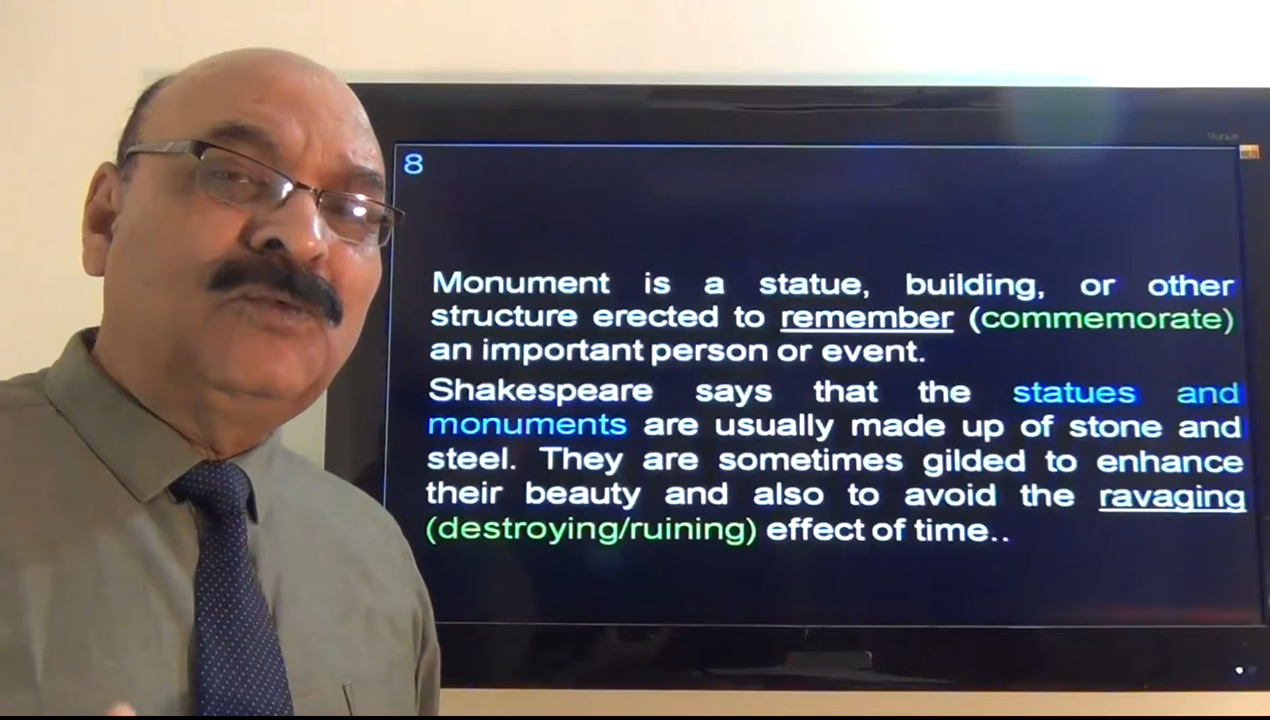 8
Monument is a statue, building, or other
structure erected to remember (commemorate)
an important person or event.
Shakespeare says that the statues and
monuments are usually made up of stone and
steel. They are sometimes gilded to enhance
their beauty and also to avoid the ravaging
(destroying/ruining) effect of time..